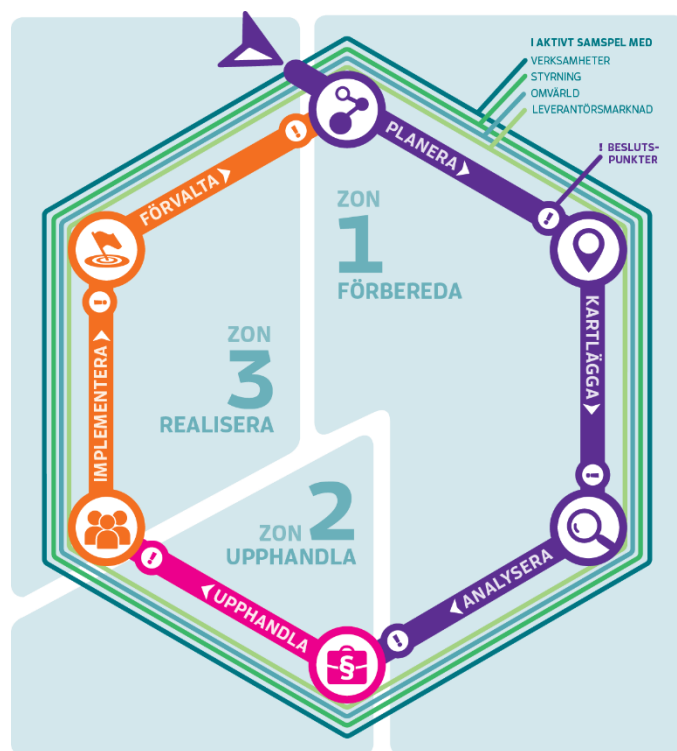 I AKTIVT SAMSPEL MED
VERKSAMHETER
STYRNING
OMVÄRLD
LEVERANTÖRSMARKNAD
! BESLUTS-
PUNKTER
!
PLANERA
!
ZON
1
FÖRBEREDA
KARTLÄGGA
!
ANALYSERA
!
ZON 2
UPPHANDLA
§
UPPHANDLA
!
ZON
3
REALISERA
IMPLEMENTERA
!
FÖRVALTA